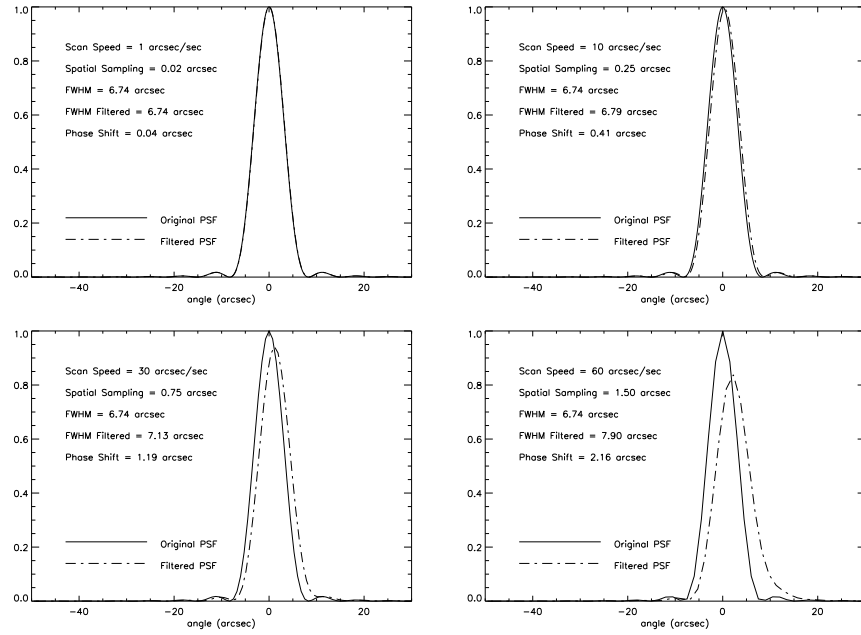 1.0
0.8
0.6
0.4
0.2
0.0
Scan Speed = 1 arcsec/sec
Spatial Sampling = 0.02 arcsec
FWHM = 6.74 arcsec
FWHM Filtered = 6.74 arcsec
Phase Shift = 0.04 arcsec
Original PSF
Filtered PSF
-40 -20 0 20
angle (arcsec)
1.0
0.8
0.6
0.4
0.2
0.0
Scan Speed = 10 arcsec/sec
Spatial Sampling = 0.25 arcsec
FWHM = 6.74 arcsec
FWHM Filtered = 6.79 arcsec
Phase Shift = 0.41 arcsec
Original PSF
Filtered PSF
-40 -20 0 20
angle (arcsec)
1.0
0.8
0.6
0.4
0.2
0.0
Scan Speed = 30 arcsec/sec
Spatial Sampling = 0.75 arcsec
FWHM = 6.74 arcsec
FWHM Filtered = 7.13 arcsec
Phase Shift = 1.19 arcsec
Original PSF
Filtered PSF
-40 -20 0 20
angle (arcsec)
1.0
0.8
0.6
0.4
0.2
0.0
Scan Speed = 60 arcsec/sec
Spatial Sampling = 1.50 arcsec
FWHM = 6.74 arcsec
FWHM Filtered = 7.90 arcsec
Phase Shift = 2.16 arcsec
Original PSF
Filtered PSF
-40 -20 0 20
angle (arcsec)